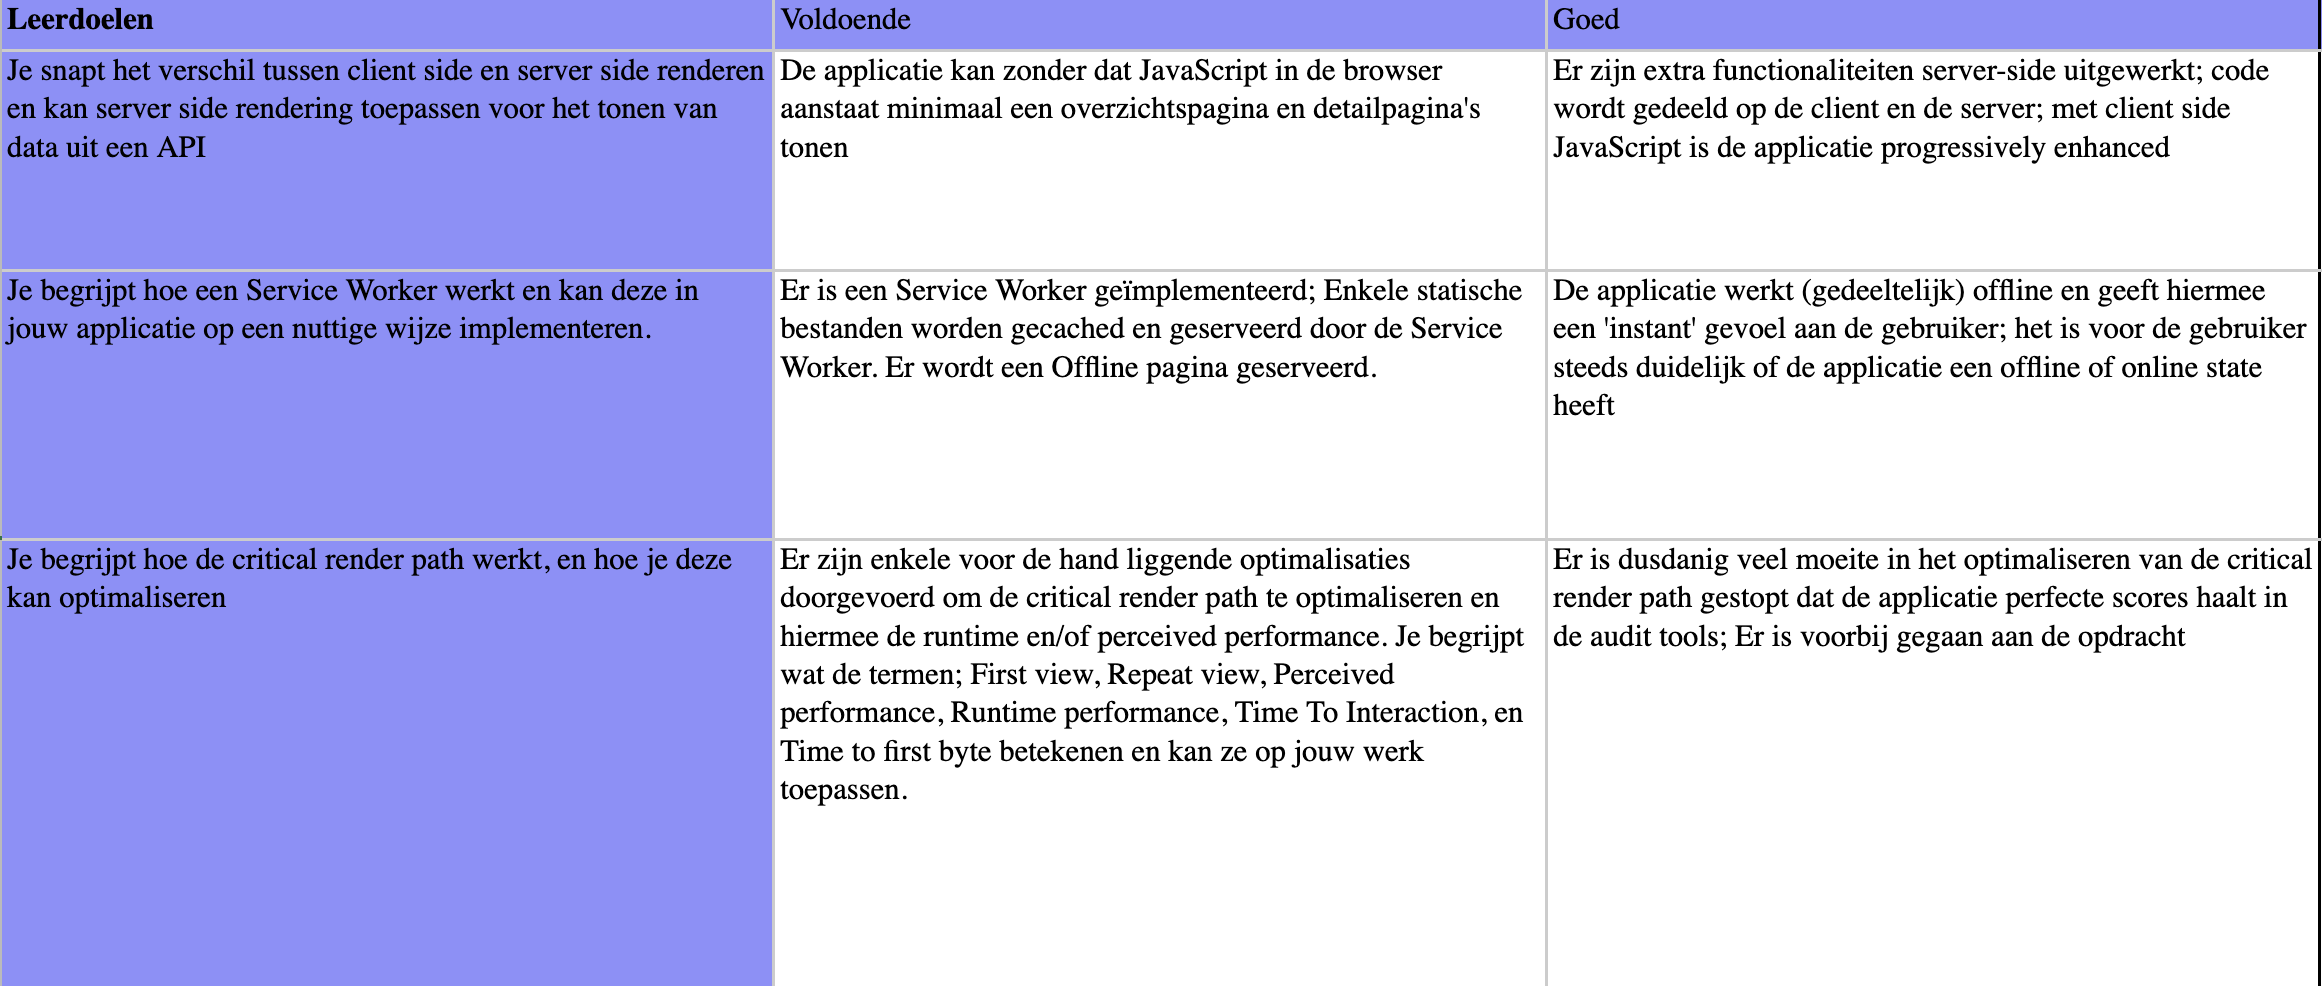 Leerdoelen
Voldoende
Goed
Je snapt het verschil tussen client side en server side renderen
en kan server side rendering toepassen voor het tonen van
data uit een API
De applicatie kan zonder dat JavaScript in de browser
aanstaat minimaal een overzichtspagina en detailpagina's
tonen
Er zijn extra functionaliteiten server-side uitgewerkt; code
wordt gedeeld op de client en de server; met client side
JavaScript is de applicatie progressively enhanced
Je begrijpt hoe een Service Worker werkt en kan deze in
jouw applicatie op een nuttige wijze implementeren.
Er is een Service Worker geïmplementeerd; Enkele statische
bestanden worden gecached en geserveerd door de Service
Worker. Er wordt een Offline pagina geserveerd.
De applicatie werkt (gedeeltelijk) offline en geeft hiermee
een 'instant' gevoel aan de gebruiker; het is voor de gebruiker
steeds duidelijk of de applicatie een offline of online state
heeft
Je begrijpt hoe de critical render path werkt, en hoe je deze
kan optimaliseren
Er zijn enkele voor de hand liggende optimalisaties
doorgevoerd om de critical render path te optimaliseren en
hiermee de runtime en/of perceived performance. Je begrijpt
wat de termen; First view, Repeat view, Perceived
performance, Runtime performance, Time To Interaction, en
Time to first byte betekenen en kan ze op jouw werk
toepassen.
Er is dusdanig veel moeite in het optimaliseren van de critical
render path gestopt dat de applicatie perfecte scores haalt in
de audit tools; Er is voorbij gegaan aan de opdracht